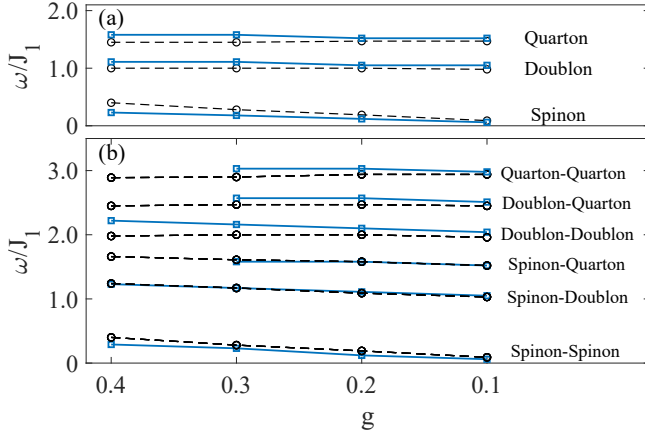 (a)
2.0
Quarton
1.0
Doublon
Spinon
0
ω/J₁
(b)
3.0
Quarton-Quarton
Doublon-Quarton
2.0
Doublon-Doublon
Spinon-Quarton
1.0
Spinon-Doublon
Spinon-Spinon
0
ω/J₁
0.4 0.3 0.2 0.1
g